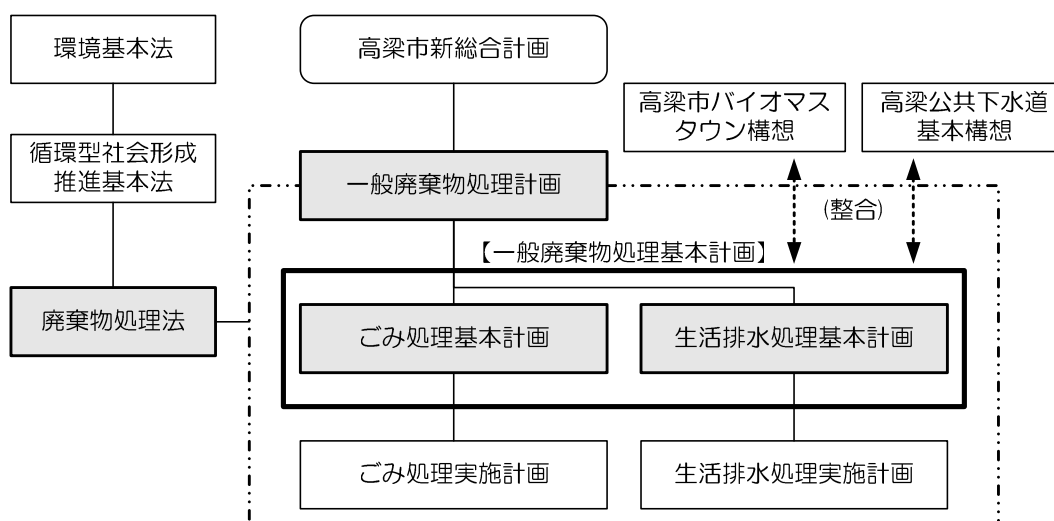 環境基本法
高梁市新総合計画
高梁市バイオマス
タウン構想
高梁公共下水道
基本構想
循環型社会形成
推進基本法
一般廃棄物処理計画
(整合)
【一般廃棄物処理基本計画】
廃棄物処理法
ごみ処理基本計画
生活排水処理基本計画
ごみ処理実施計画
生活排水処理実施計画